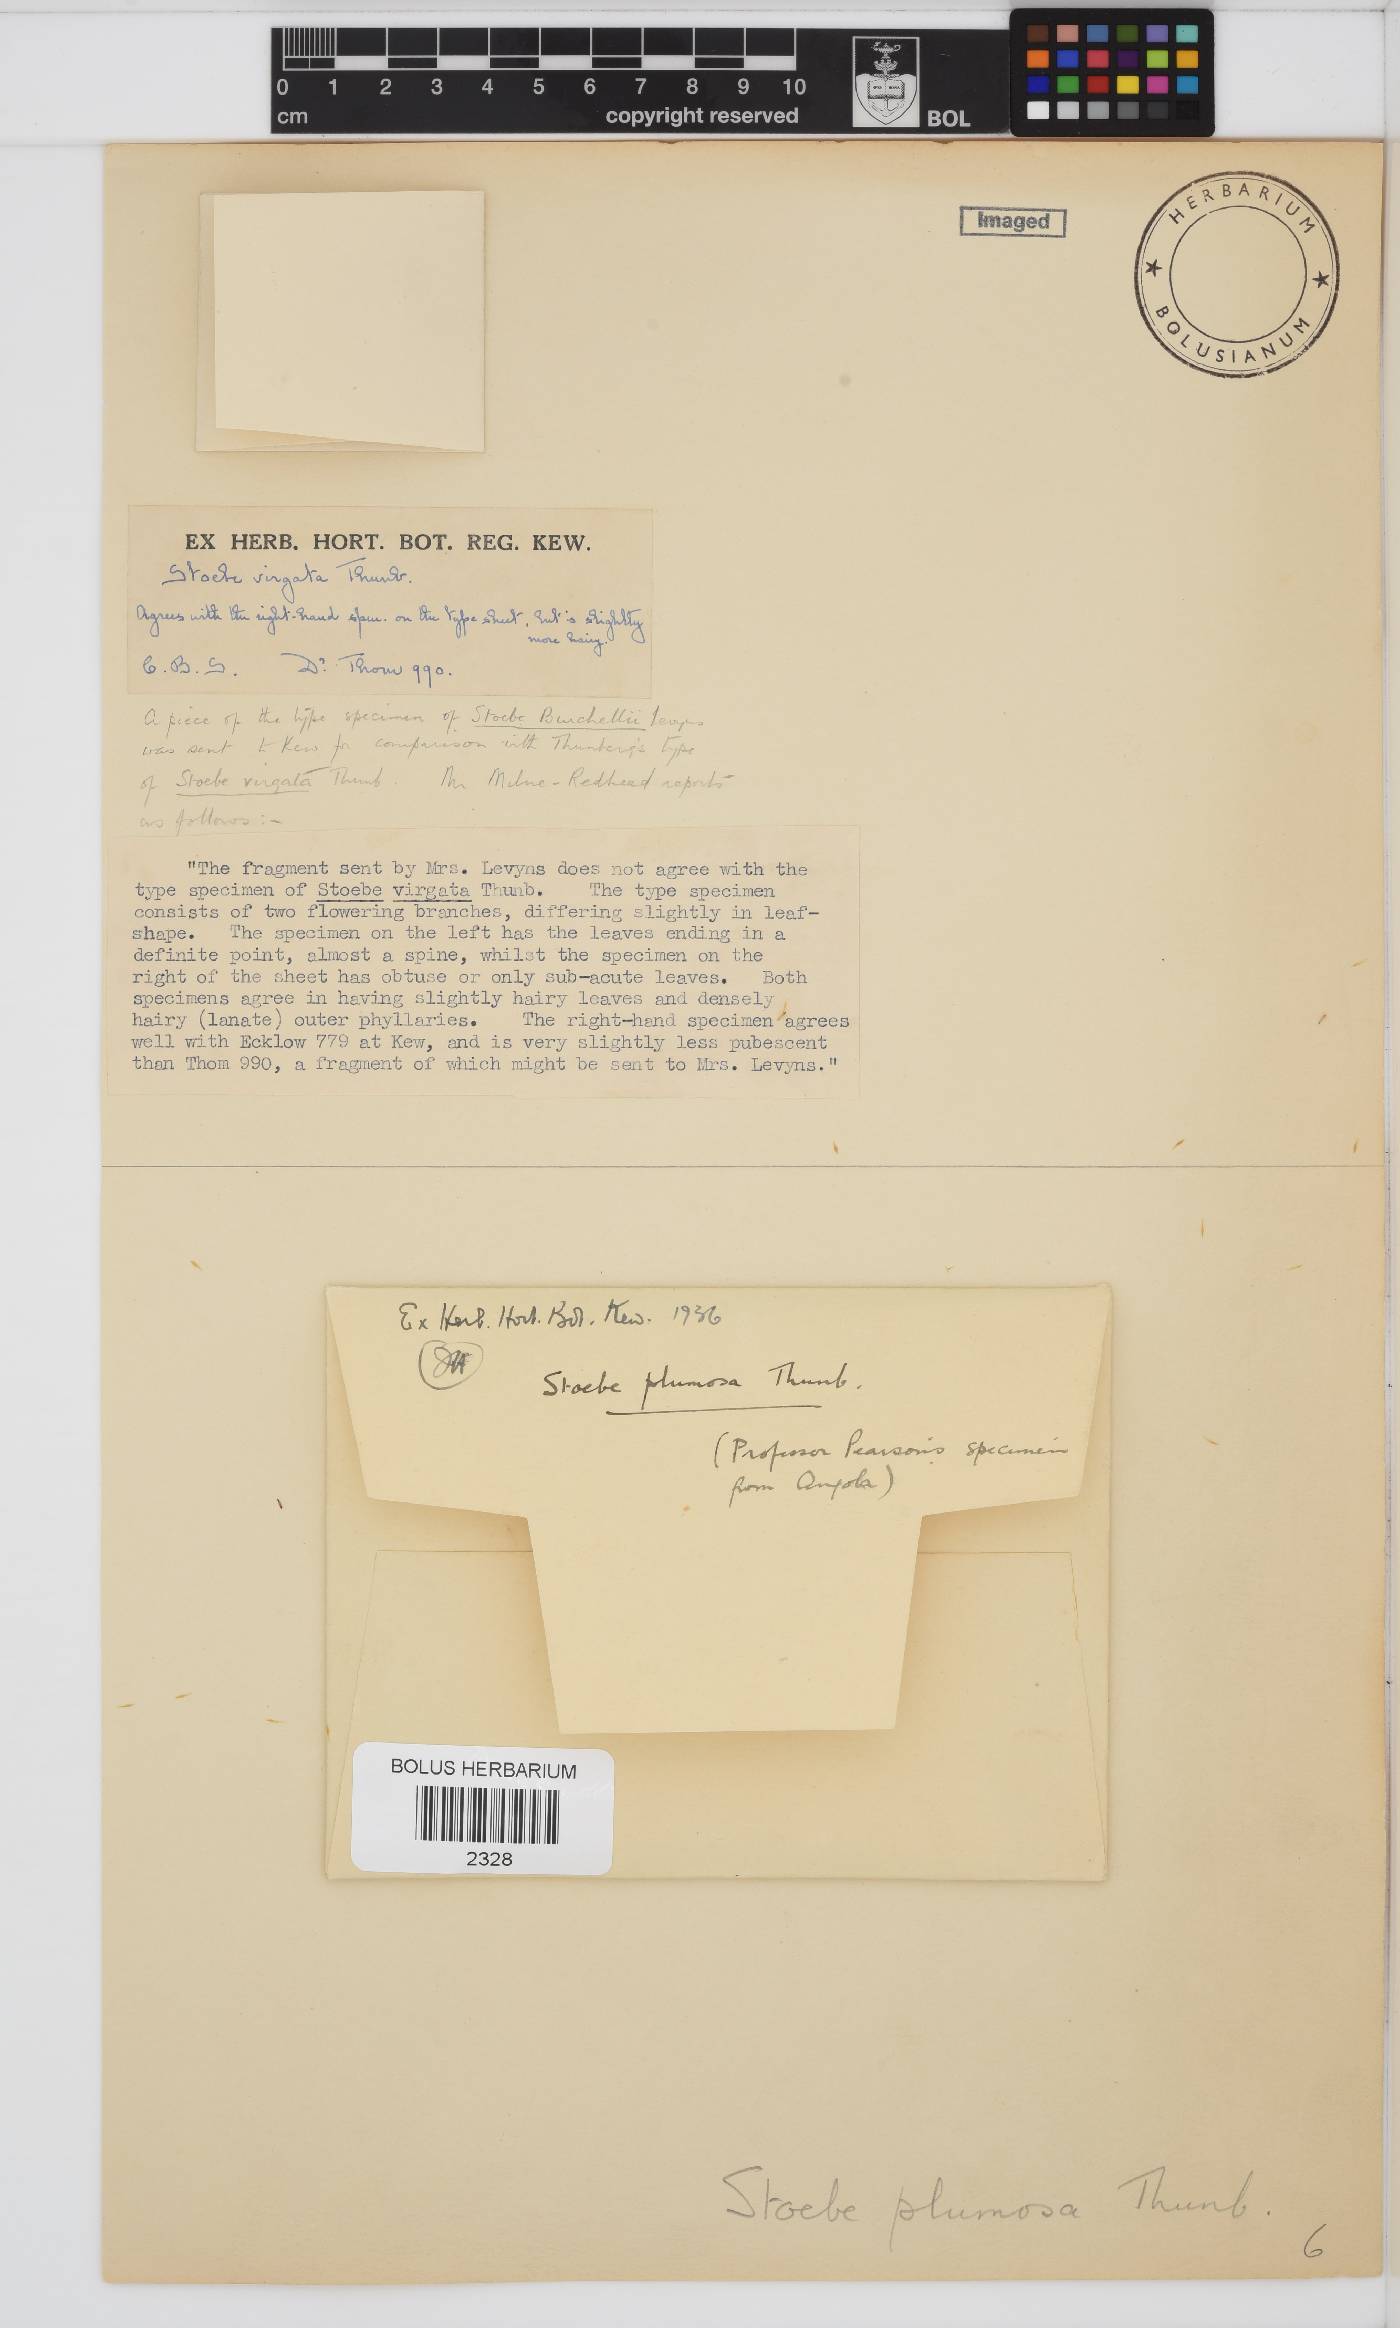 0 1 2 3 4 5 6 7 8 9 10
cm copyright reserved BOL
Imaged
HERBARIUM
BOLUSIANUM
EX HERB. HORT. BOT. REG. KEW.
Stoebe virgata Thunb.
Agrees with the right-hand spm. on the type sheet, but is slightly
more hairy.
C. B. S. Dr. Thom 990.
A piece of the type specimen of Stoebe Burchellii Levyns
was sent to Kew for comparison with Thunberg's type
of Stoebe virgata Thunb. Mr Milne-Redhead reports
as follows:-
"The fragment sent by Mrs. Levyns does not agree with the
type specimen of Stoebe virgata Thunb. The type specimen
consists of two flowering branches, differing slightly in leaf-
shape. The specimen on the left has the leaves ending in a
definite point, almost a spine, whilst the specimen on the
right of the sheet has obtuse or only sub-acute leaves. Both
specimens agree in having slightly hairy leaves and densely
hairy (lanate) outer phyllaries. The right-hand specimen agrees
well with Ecklow 779 at Kew, and is very slightly less pubescent
than Thom 990, a fragment of which might be sent to Mrs. Levyns."
Ex Herb. Hort. Bot. Kew. 1936
Stoebe plumosa Thunb.
(Professor Pearson's specimen
from Angola)
BOLUS HERBARIUM
2328
Stoebe plumosa Thunb.
6